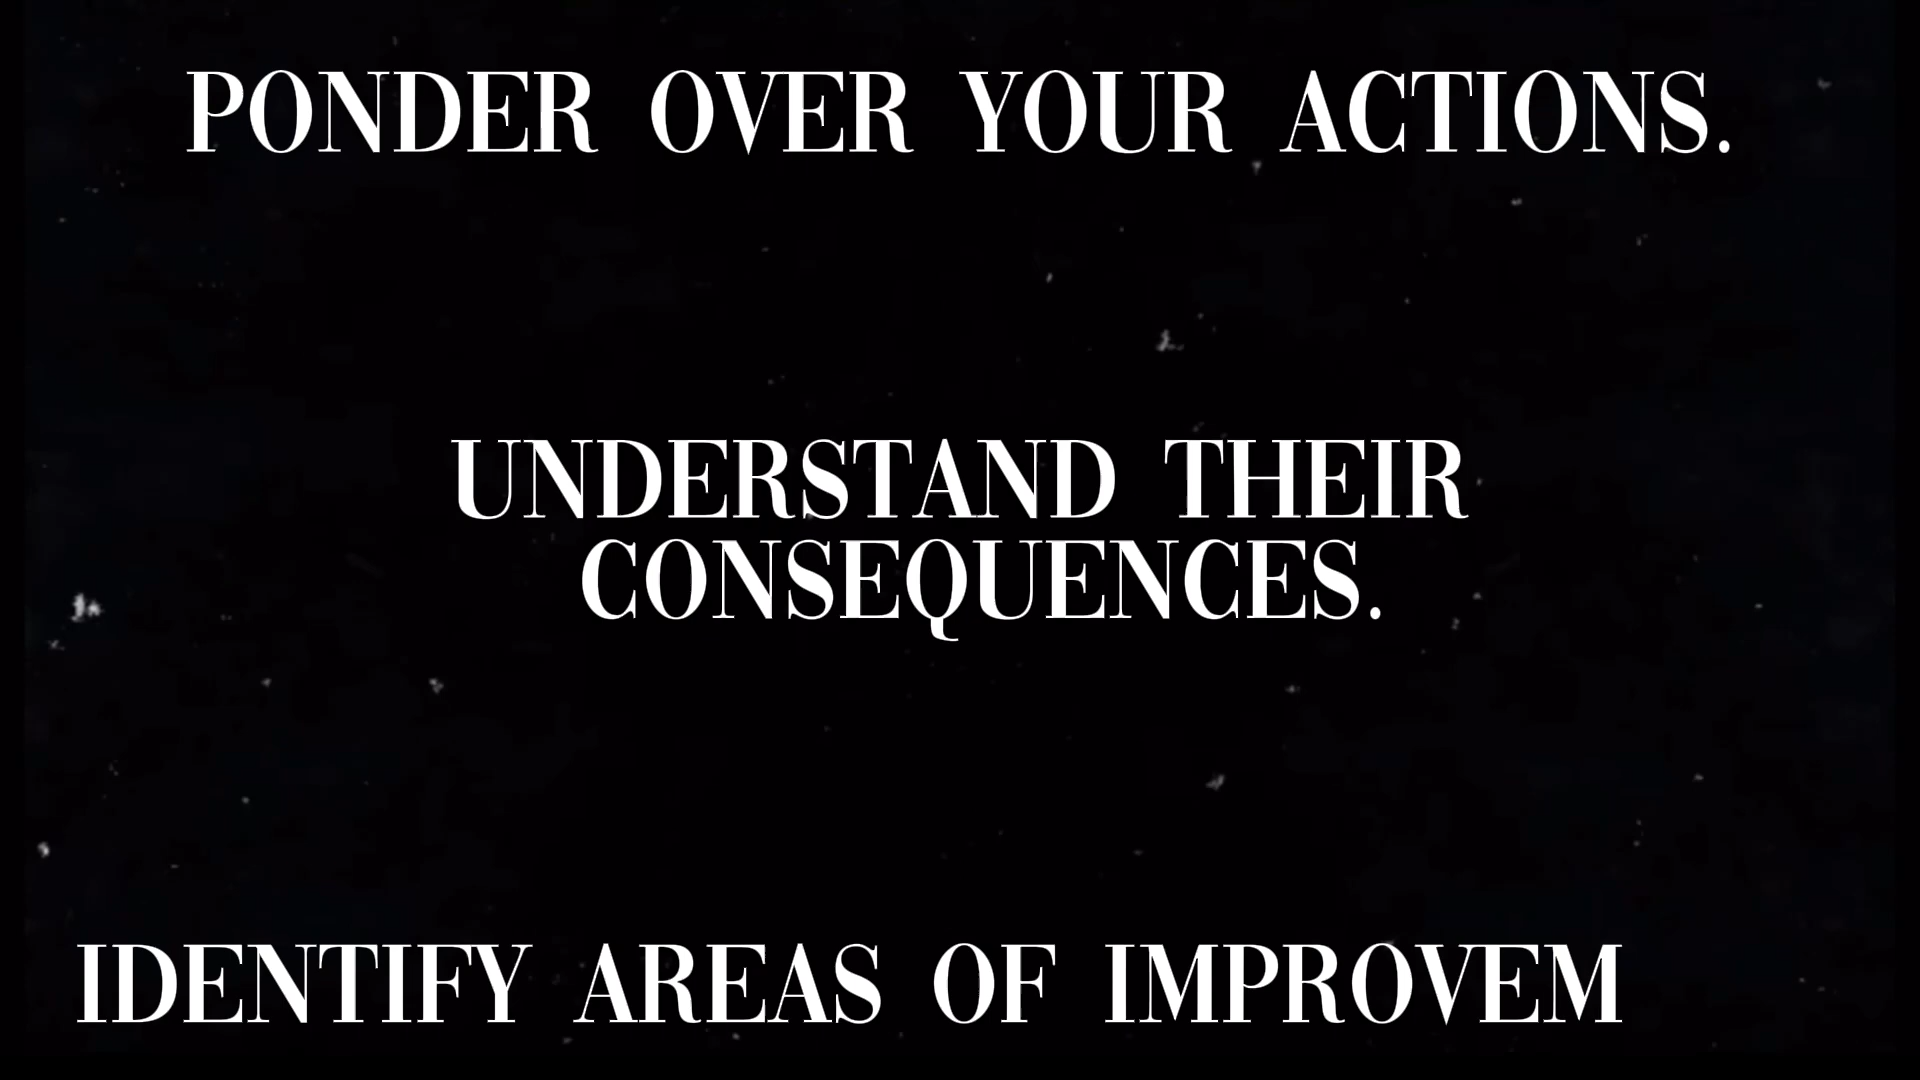 PONDER OVER YOUR ACTIONS.
UNDERSTAND THEIR
CONSEQUENCES.
IDENTIFY AREAS OF IMPROVEM